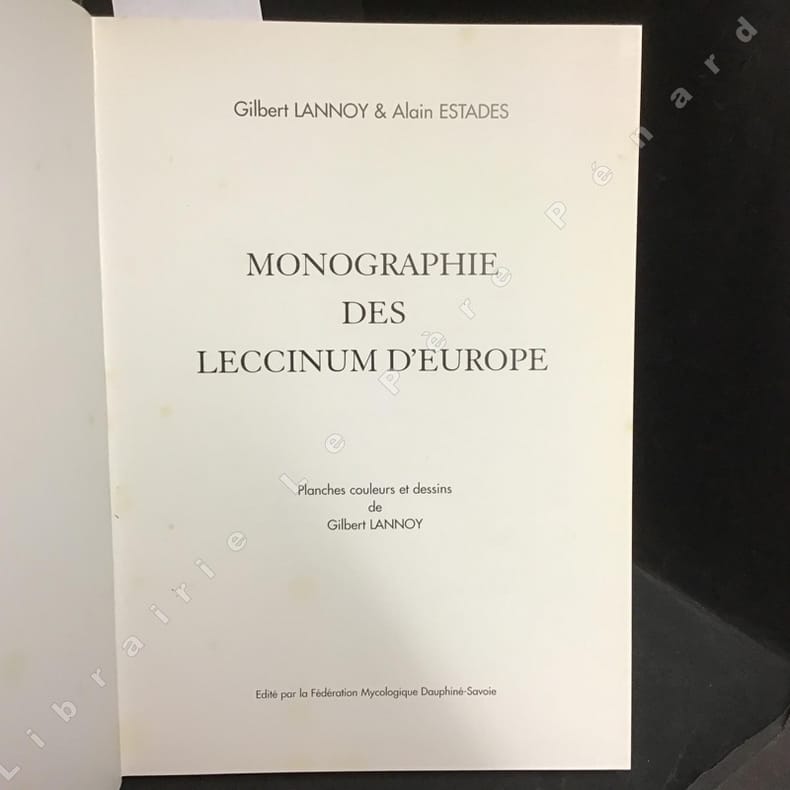 Gilbert LANNOY & Alain ESTADES
MONOGRAPHIE
DES
LECCINUM D'EUROPE
Planches couleurs et dessins
de
Gilbert LANNOY
Edité par la Fédération Mycologique Dauphiné-Savoie
Librairie Le Père Pénard